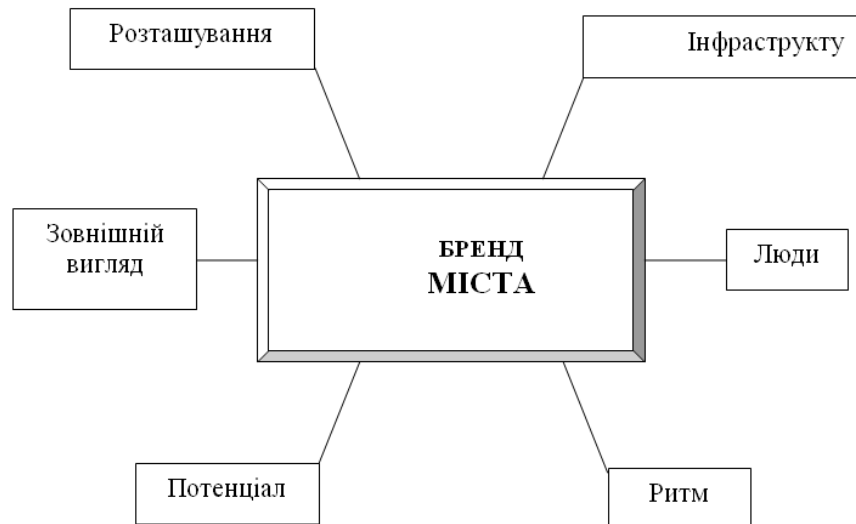 Розташування
Інфраструкту
Зовнішній
вигляд
БРЕНД
МІСТА
Люди
Потенціал
Ритм